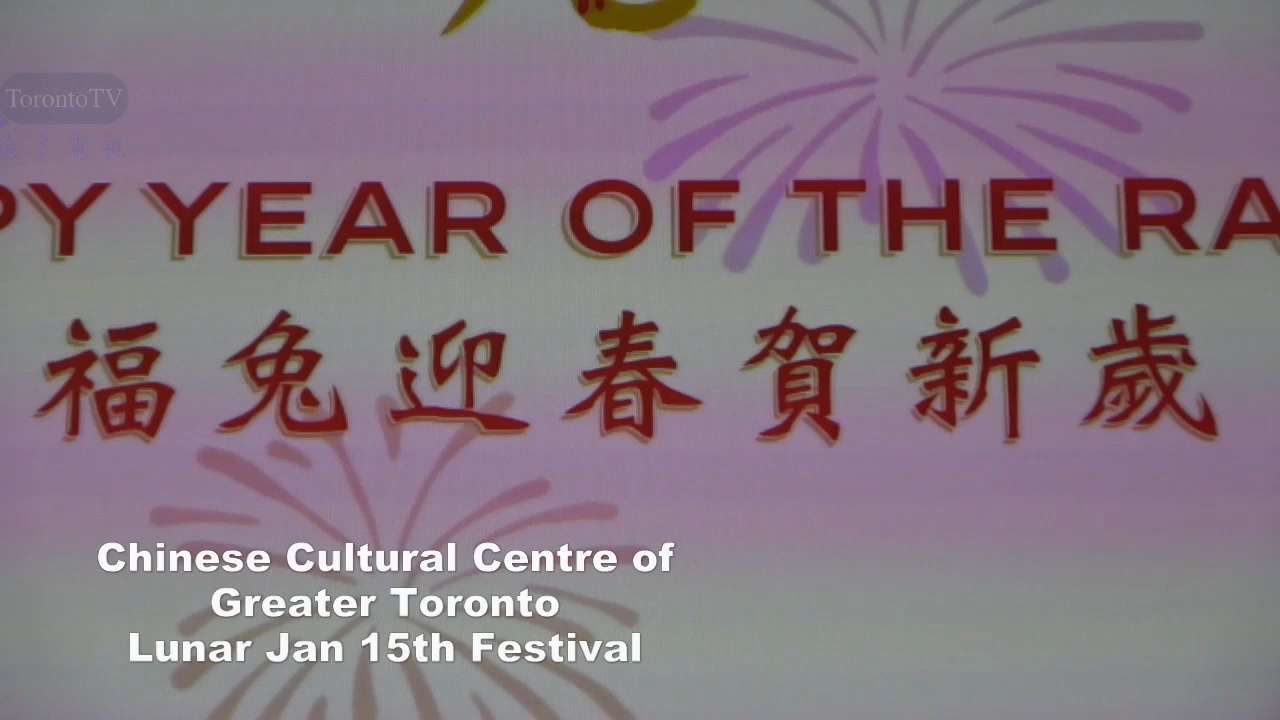 TorontoTV
PY YEAR OF THE RA
福兔迎春賀新歲
Chinese Cultural Centre of
Greater Toronto
Lunar Jan 15th Festival